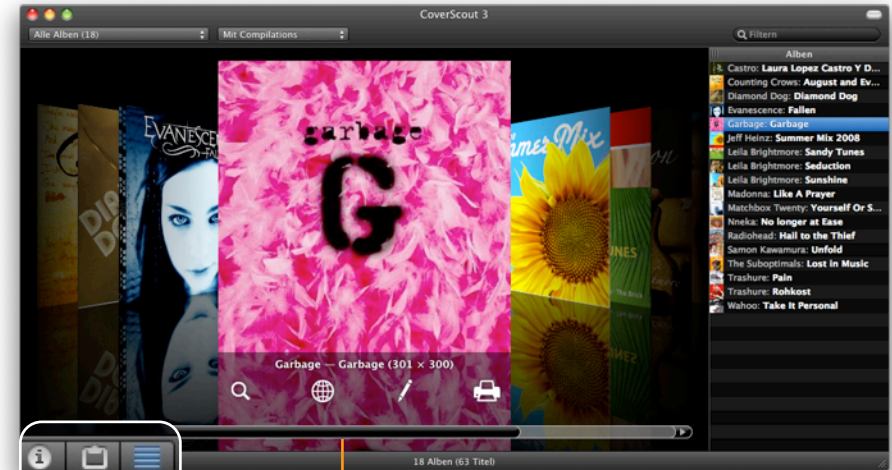 CoverScout 3
Alle Alben (18)
Mit Compilations
Filtern
Alben
Castro: Laura Lopez Castro Y D...
Counting Crows: August and Ev...
Diamond Dog: Diamond Dog
Evanescence: Fallen
Garbage: Garbage
Jeff Heinz: Summer Mix 2008
Leila Brightmore: Sandy Tunes
Leila Brightmore: Seduction
Leila Brightmore: Sunshine
Madonna: Like A Prayer
Matchbox Twenty: Yourself Or S...
Nneka: No longer at Ease
Radiohead: Hail to the Thief
Samon Kawamura: Unfold
The Suboptimals: Lost in Music
Trashure: Pain
Trashure: Rohkost
Wahoo: Take It Personal
EVANESCE
garbage
G
Mix
Garbage — Garbage (301 × 300)
18 Alben (63 Titel)